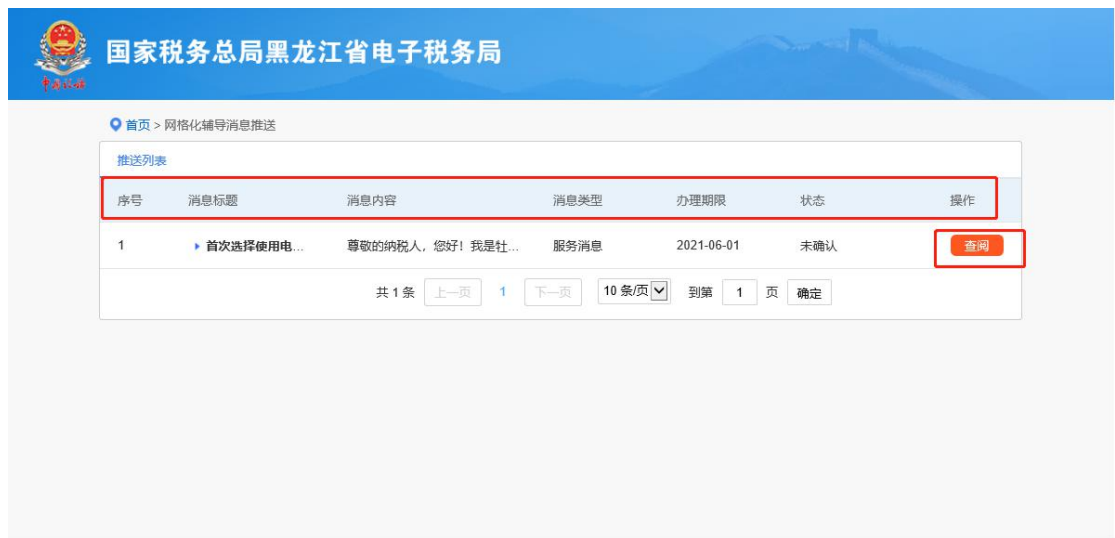 国家税务总局黑龙江省电子税务局
中国税务
首页 > 网格化辅导消息推送
推送列表
序号 消息标题 消息内容 消息类型 办理期限 状态 操作
1 首次选择使用电... 尊敬的纳税人，您好！我是牡... 服务消息 2021-06-01 未确认 查阅
共 1 条 上一页 1 下一页 10 条/页 到第 1 页 确定